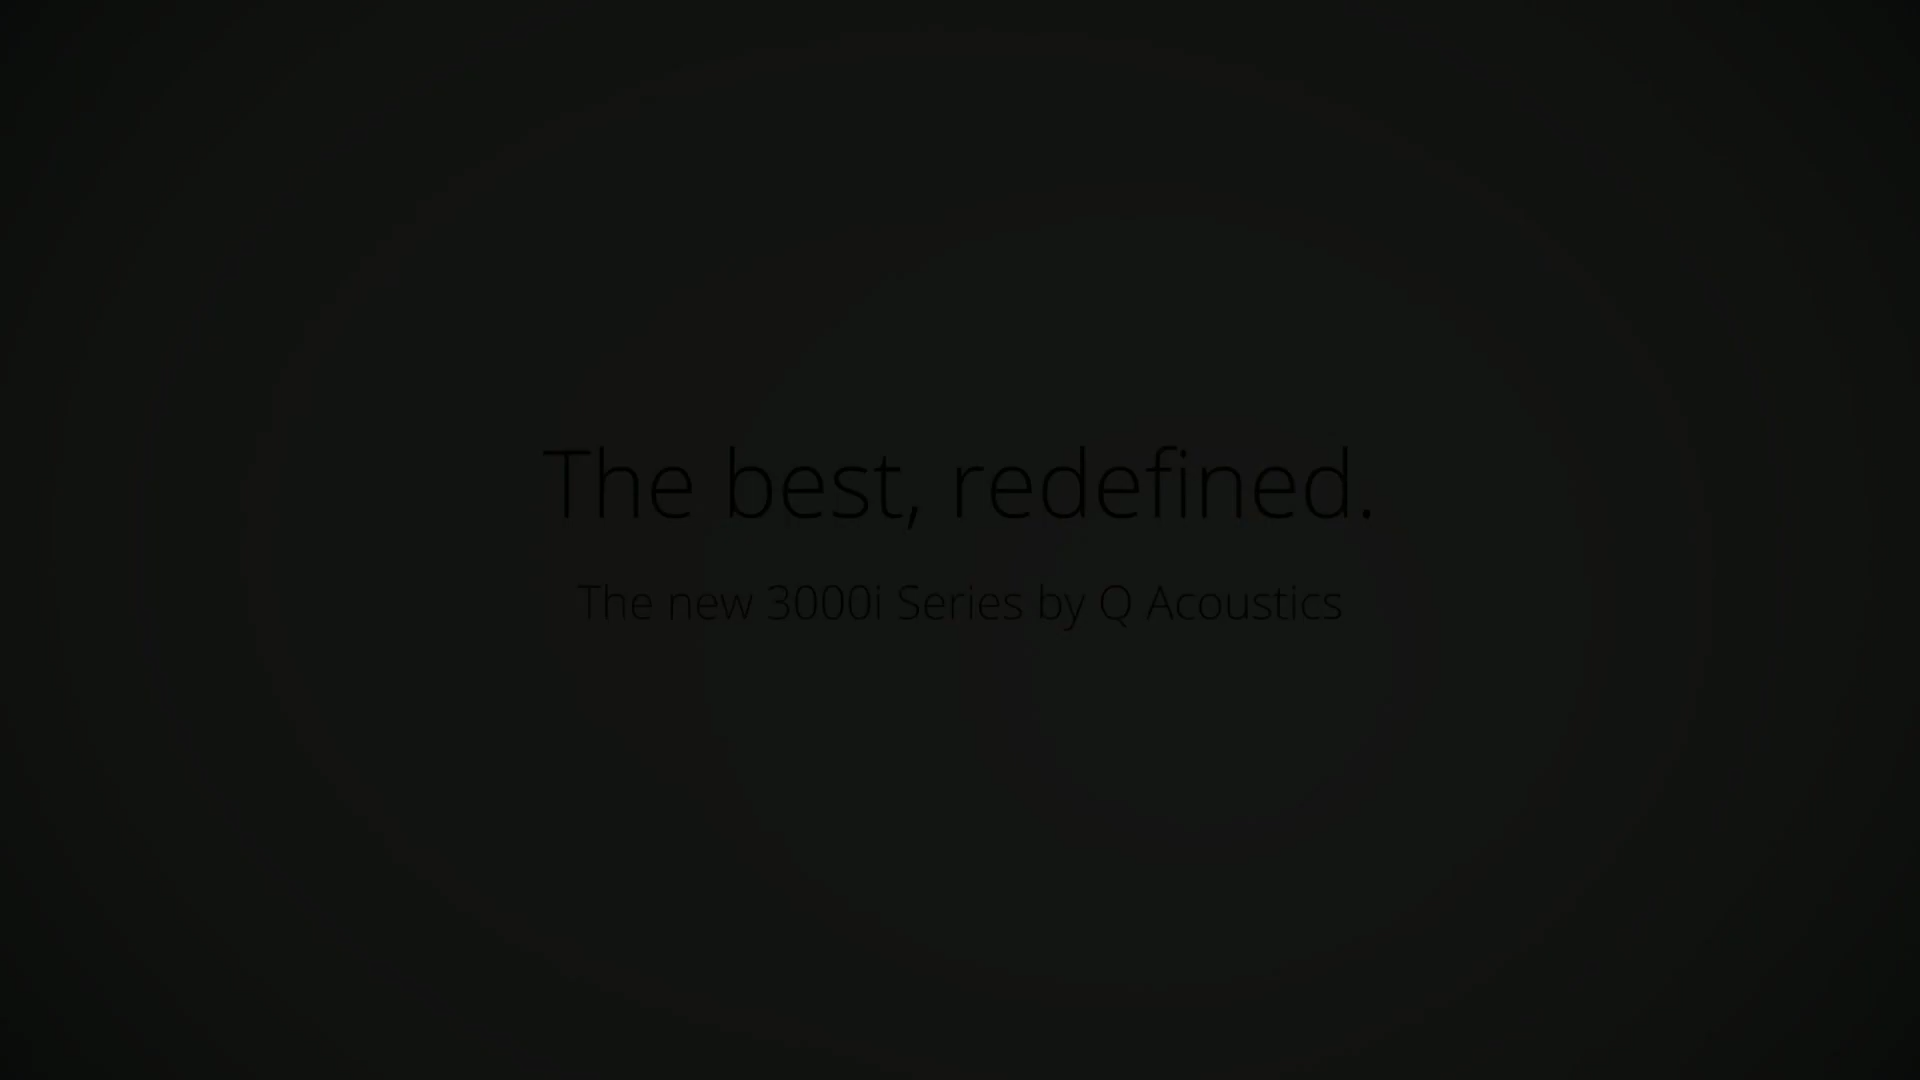 The best, redefined.
The new 3000i Series by Q Acoustics